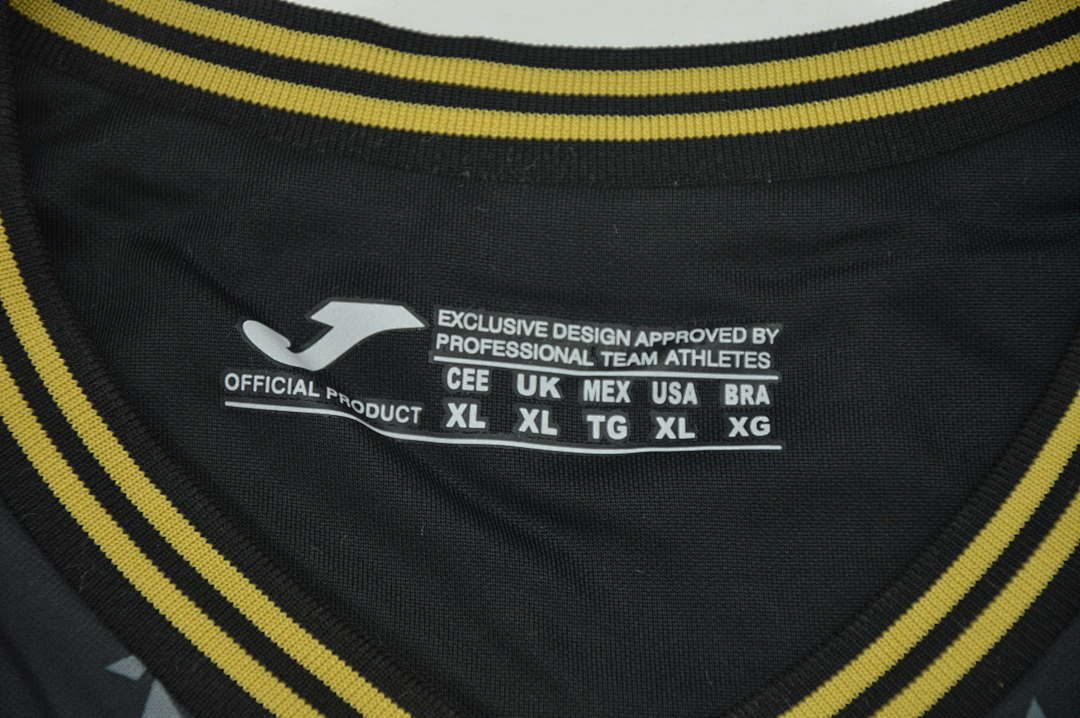 EXCLUSIVE DESIGN APPROVED BY
PROFESSIONAL TEAM ATHLETES
OFFICIAL PRODUCT
CEE UK MEX USA BRA
XL XL TG XL XG